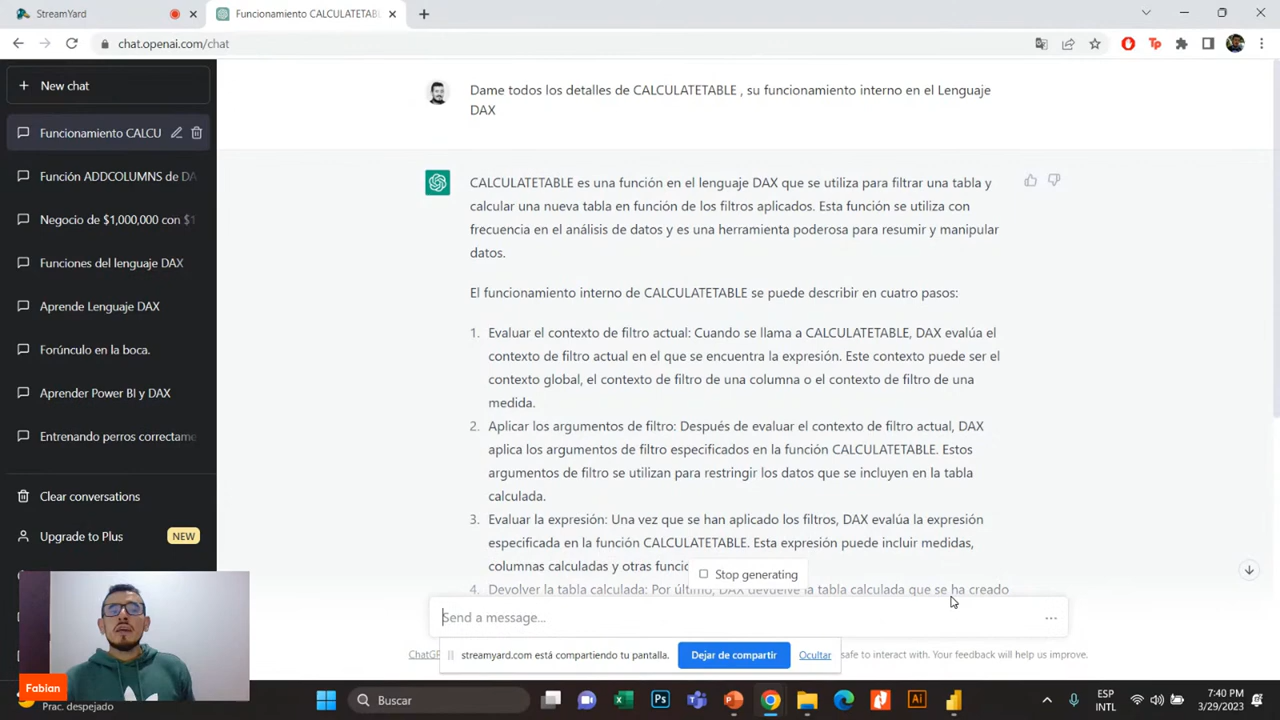 StreamYard
Funcionamiento CALCULATETAB
chat.openai.com/chat
New chat
Funcionamiento CALCU
Función ADDCOLUMNS de DA
Negocio de $1,000,000 con $1
Funciones del lenguaje DAX
Aprende Lenguaje DAX
Forúnculo en la boca.
Aprender Power BI y DAX
Entrenando perros correctame
Clear conversations
Upgrade to Plus
NEW
Dame todos los detalles de CALCULATETABLE , su funcionamiento interno en el Lenguaje
DAX
CALCULATETABLE es una función en el lenguaje DAX que se utiliza para filtrar una tabla y
calcular una nueva tabla en función de los filtros aplicados. Esta función se utiliza con
frecuencia en el análisis de datos y es una herramienta poderosa para resumir y manipular
datos.
El funcionamiento interno de CALCULATETABLE se puede describir en cuatro pasos:
1. Evaluar el contexto de filtro actual: Cuando se llama a CALCULATETABLE, DAX evalúa el
contexto de filtro actual en el que se encuentra la expresión. Este contexto puede ser el
contexto global, el contexto de filtro de una columna o el contexto de filtro de una
medida.
2. Aplicar los argumentos de filtro: Después de evaluar el contexto de filtro actual, DAX
aplica los argumentos de filtro especificados en la función CALCULATETABLE. Estos
argumentos de filtro se utilizan para restringir los datos que se incluyen en la tabla
calculada.
3. Evaluar la expresión: Una vez que se han aplicado los filtros, DAX evalúa la expresión
especificada en la función CALCULATETABLE. Esta expresión puede incluir medidas,
columnas calculadas y otras funcio
Stop generating
4. Devolver la tabla calculada: Por último, DAX devuelve la tabla calculada que se ha creado
Send a message...
ChatGP
streamyard.com está compartiendo tu pantalla.
Dejar de compartir
Ocultar
safe to interact with. Your feedback will help us improve.
Fabian
Prac. despejado
Buscar
ESP
INTL
7:40 PM
3/29/2023